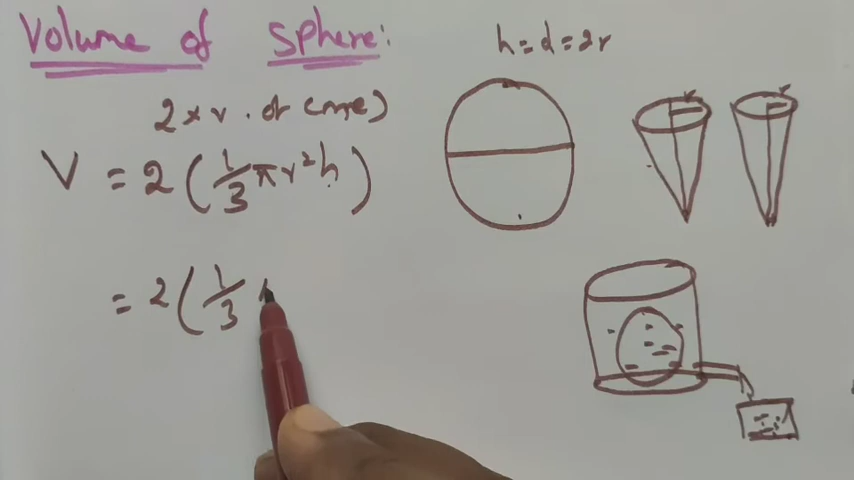 Volume of sphere:
h = d = 2r
2 × v. of cone)
V = 2 ( 1/3 πr²h )
r
r
= 2 ( 1/3